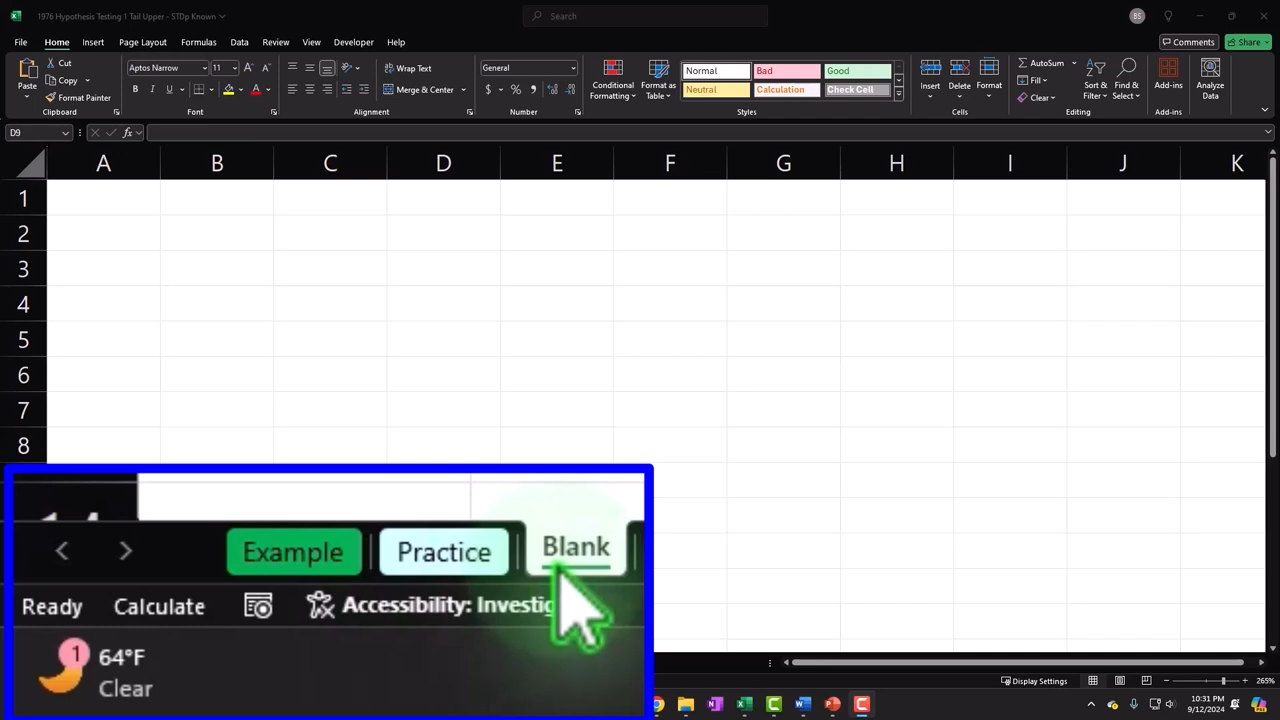 1976 Hypothesis Testing 1 Tail Upper - STDp Known
Search
BS
File Home Insert Page Layout Formulas Data Review View Developer Help
Comments Share
Paste
Cut
Copy
Format Painter
Clipboard
Aptos Narrow 11
B I U
Font
Wrap Text
Merge & Center
Alignment
General
$ %
Number
Conditional
Formatting
Format as
Table
Normal Bad Good
Neutral Calculation Check Cell
Styles
Insert
Delete
Format
Cells
AutoSum
Fill
Clear
Sort &
Filter
Find &
Select
Editing
Add-ins
Add-ins
Analyze
Data
D9
fx
A B C D E F G H I J K
1
2
3
4
5
6
7
8
Example Practice Blank
Ready Calculate Accessibility: Investig
1 64°F
Clear
Display Settings
265%
10:31 PM
9/12/2024